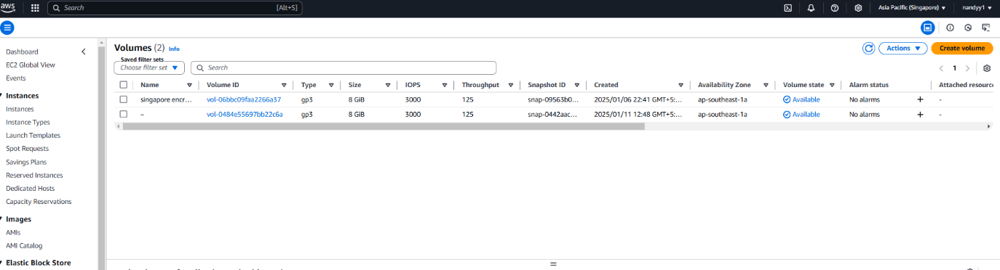 aws Search [Alt+S] Asia Pacific (Singapore) nandyy1
Dashboard
EC2 Global View
Events
Instances
Instances
Instance Types
Launch Templates
Spot Requests
Savings Plans
Reserved Instances
Dedicated Hosts
Capacity Reservations
Images
AMIs
AMI Catalog
Elastic Block Store
Volumes (2) Info
Actions Create volume
Saved filter sets
Choose filter set Search
1
Name Volume ID Type Size IOPS Throughput Snapshot ID Created Availability Zone Volume state Alarm status Attached resource
singapore encr... vol-06bbc09faa2266a37 gp3 8 GiB 3000 125 snap-09563b0... 2025/01/06 22:41 GMT+5:... ap-southeast-1a Available No alarms + -
– vol-0484e55697bb22c6a gp3 8 GiB 3000 125 snap-0442aac... 2025/01/11 12:48 GMT+5:... ap-southeast-1a Available No alarms + -